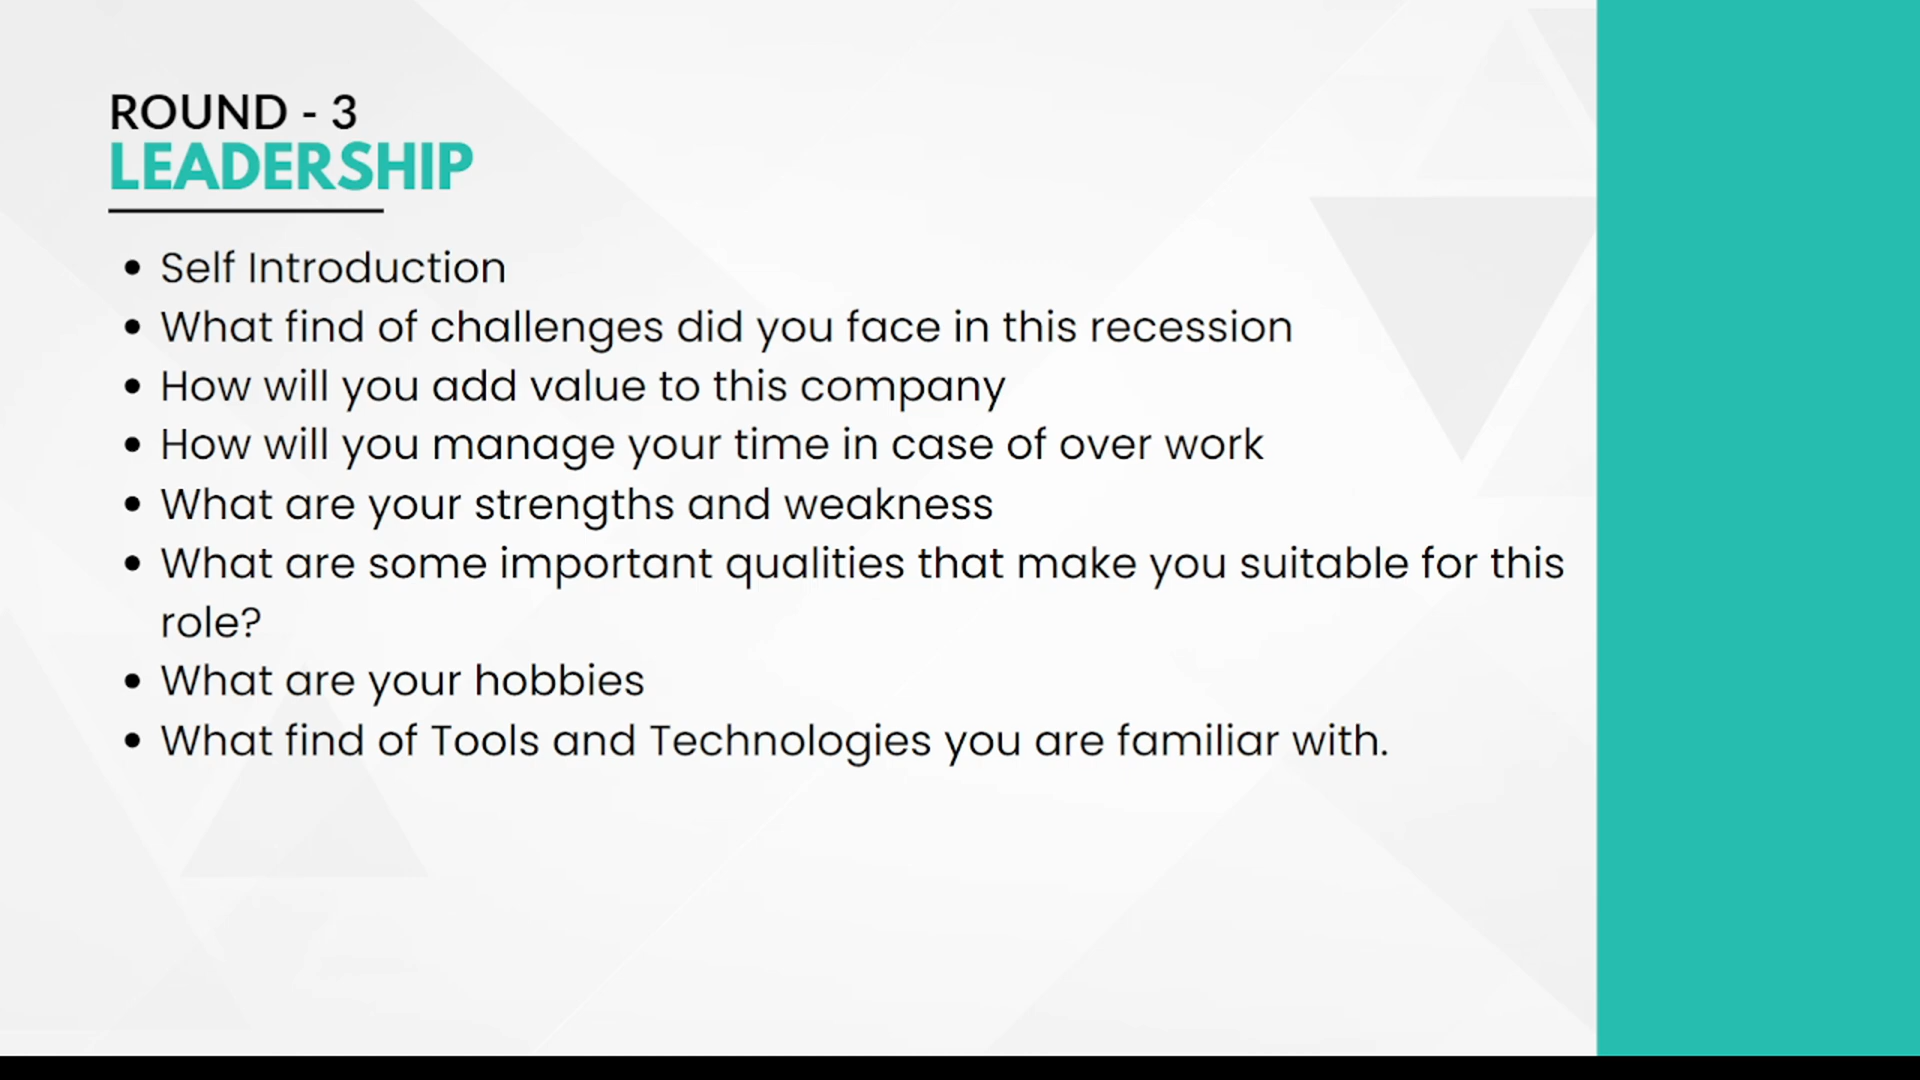 ROUND - 3
LEADERSHIP
• Self Introduction
• What find of challenges did you face in this recession
• How will you add value to this company
• How will you manage your time in case of over work
• What are your strengths and weakness
• What are some important qualities that make you suitable for this
role?
• What are your hobbies
• What find of Tools and Technologies you are familiar with.